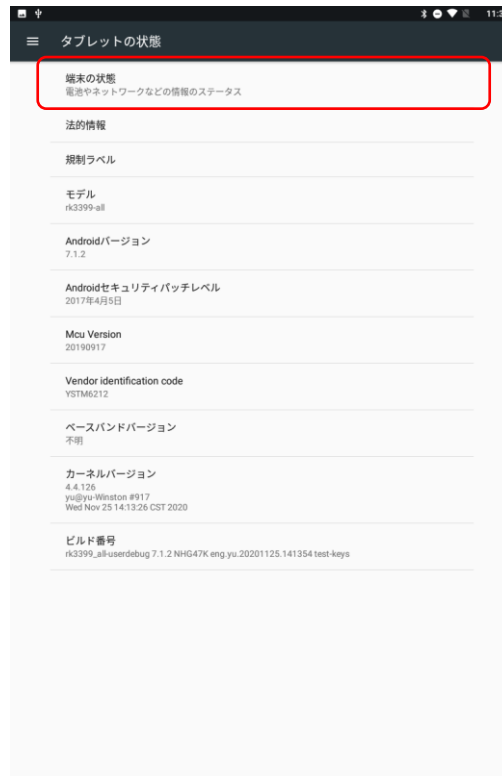 11:3
タブレットの状態
端末の状態
電池やネットワークなどの情報のステータス
法的情報
規制ラベル
モデル
rk3399-all
Androidバージョン
7.1.2
Androidセキュリティパッチレベル
2017年4月5日
Mcu Version
20190917
Vendor identification code
YSTM6212
ベースバンドバージョン
不明
カーネルバージョン
4.4.126
yu@yu-Winston #917
Wed Nov 25 14:13:26 CST 2020
ビルド番号
rk3399_all-userdebug 7.1.2 NHG47K eng.yu.20201125.141354 test-keys